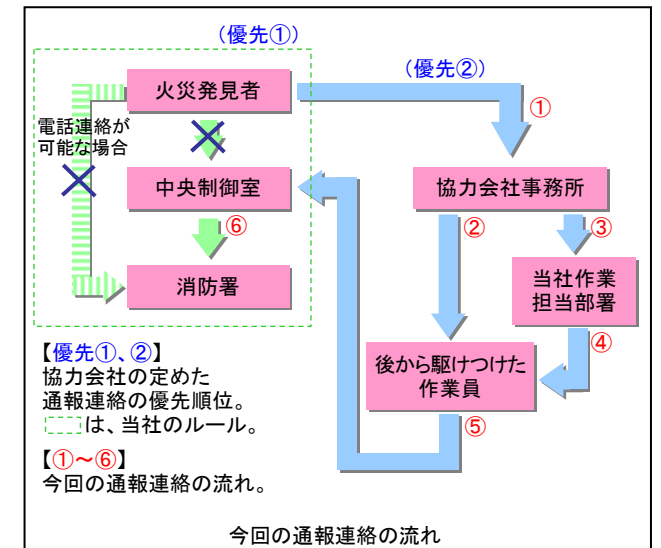 （優先①）
（優先②）
火災発見者
①
電話連絡が
可能な場合
中央制御室
協力会社事務所
⑥
②
③
消防署
当社作業
担当部署
④
【優先①、②】
協力会社の定めた
通報連絡の優先順位。
は、当社のルール。
後から駆けつけた
作業員
⑤
【①～⑥】
今回の通報連絡の流れ。
今回の通報連絡の流れ